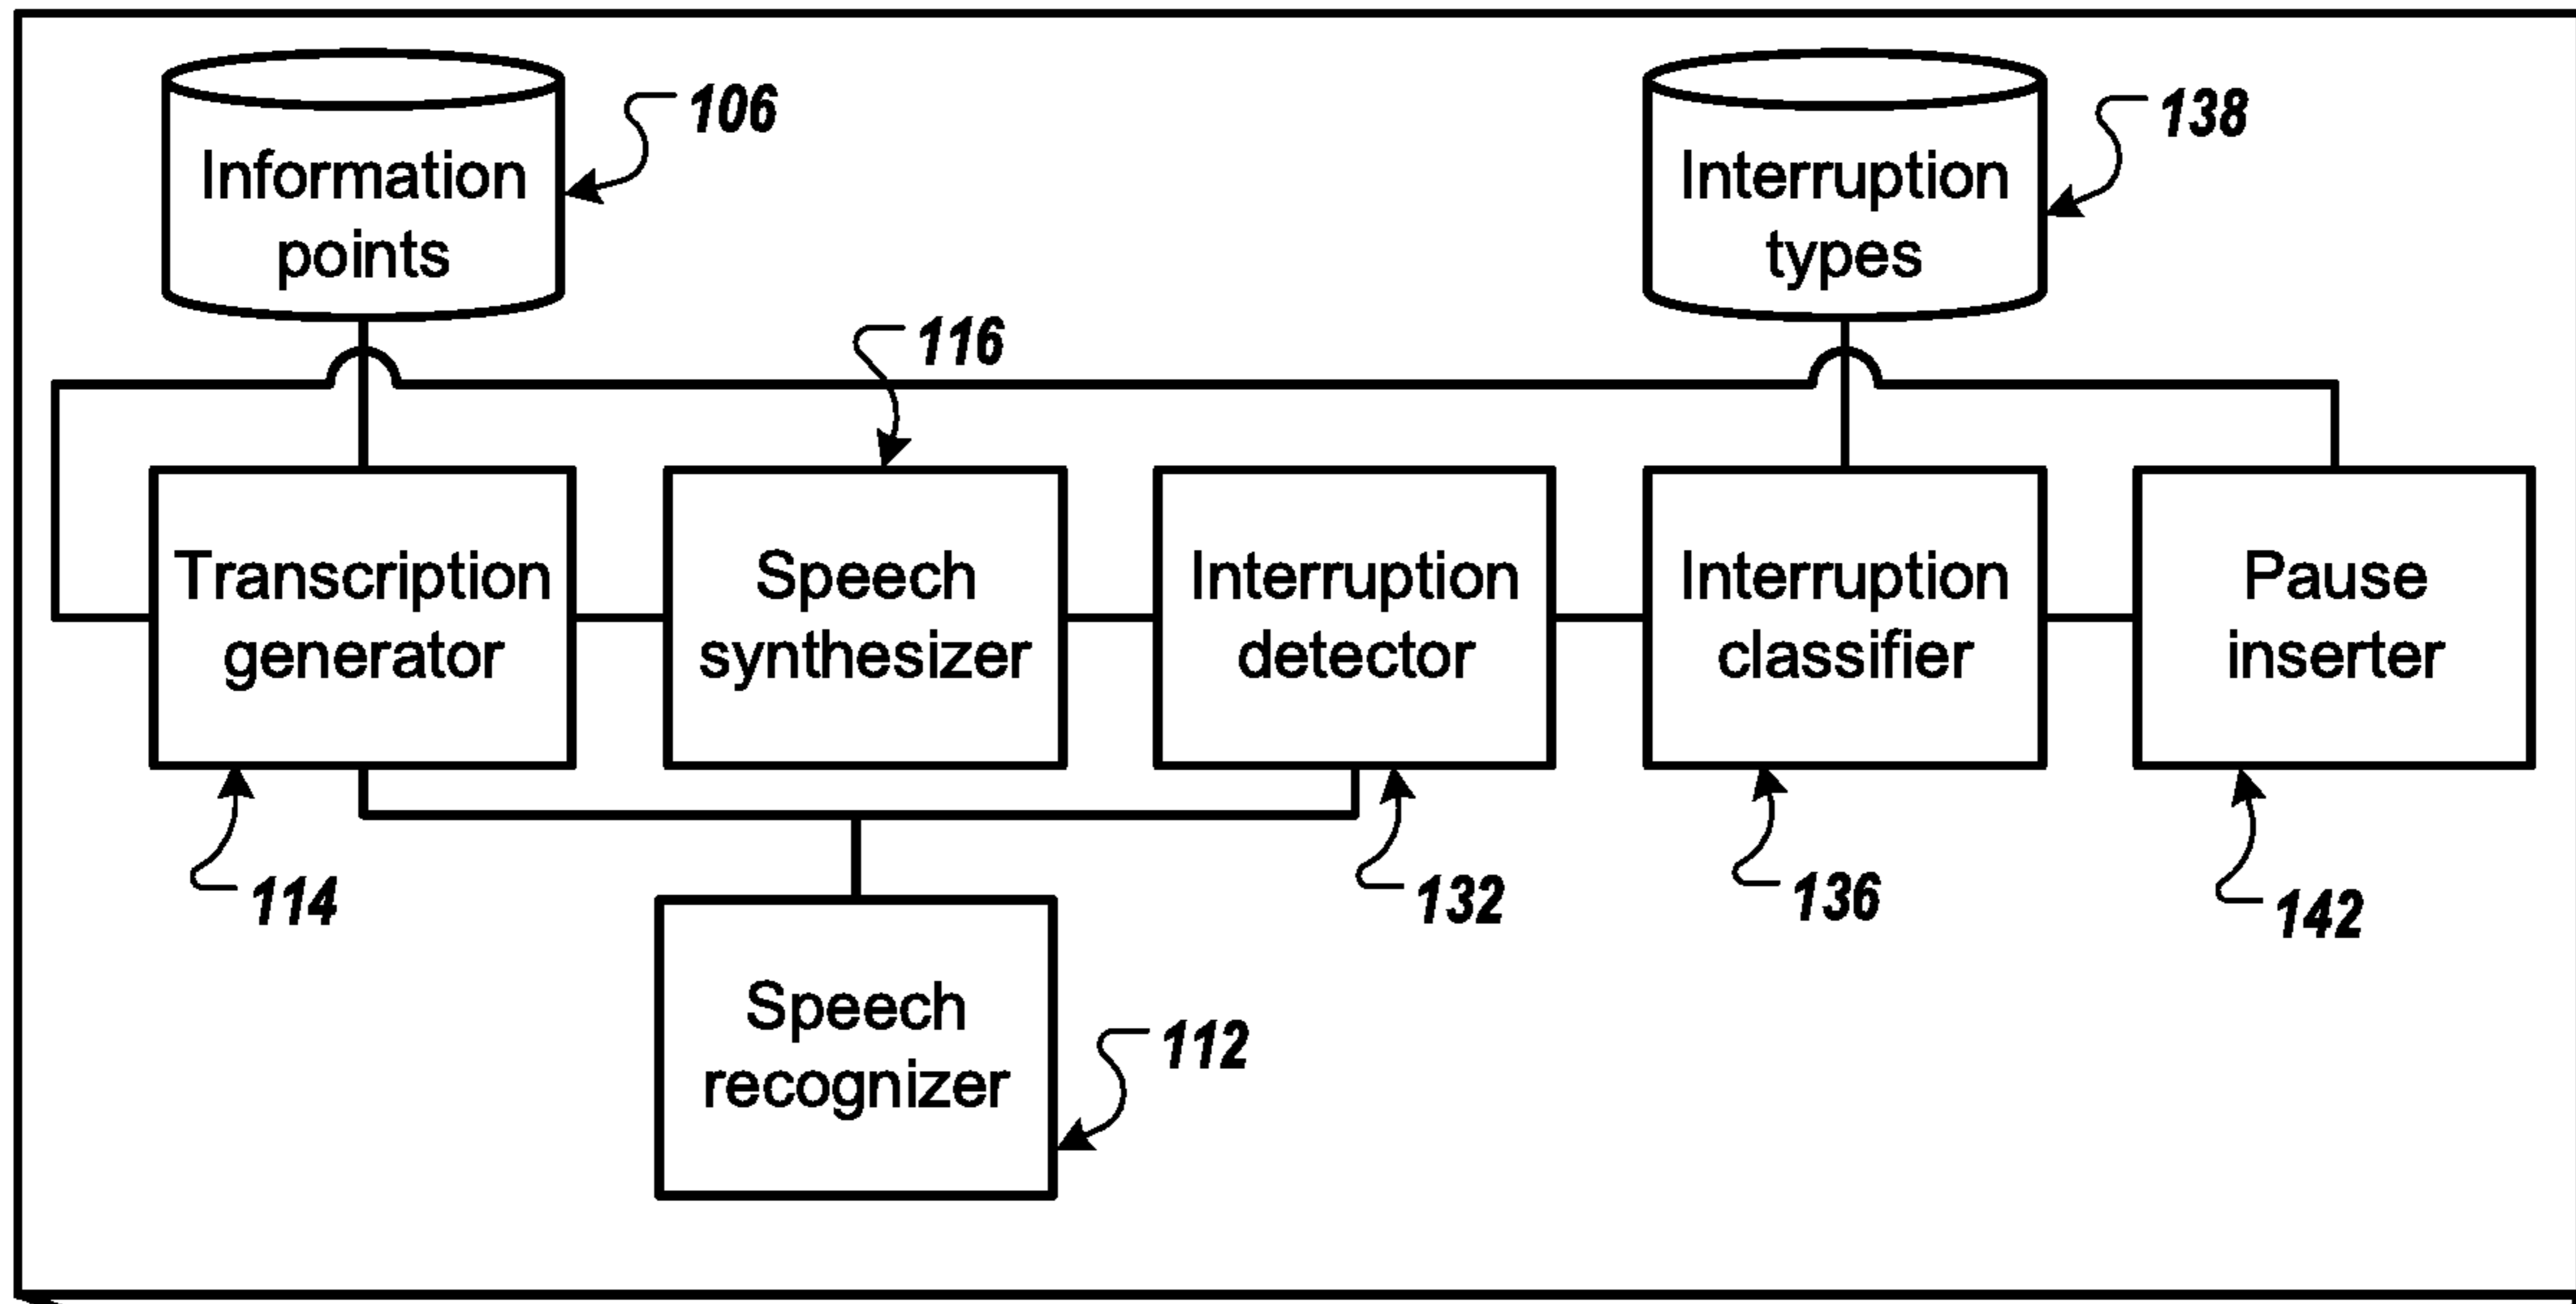 Information
points
106
Interruption
types
138
116
Transcription
generator
Speech
synthesizer
Interruption
detector
Interruption
classifier
Pause
inserter
114
132
136
142
Speech
recognizer
112